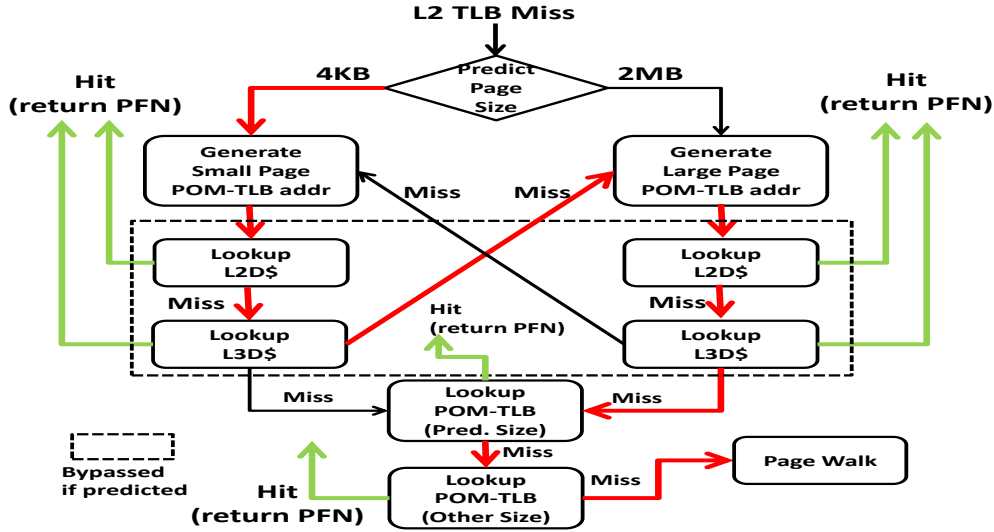 L2 TLB Miss
Predict
Page
Size
4KB
2MB
Hit
(return PFN)
Hit
(return PFN)
Generate
Small Page
POM-TLB addr
Generate
Large Page
POM-TLB addr
Miss
Miss
Lookup
L2D$
Lookup
L2D$
Miss
Miss
Lookup
L3D$
Lookup
L3D$
Hit
(return PFN)
Miss
Miss
Lookup
POM-TLB
(Pred. Size)
Miss
Bypassed
if predicted
Hit
(return PFN)
Lookup
POM-TLB
(Other Size)
Miss
Page Walk